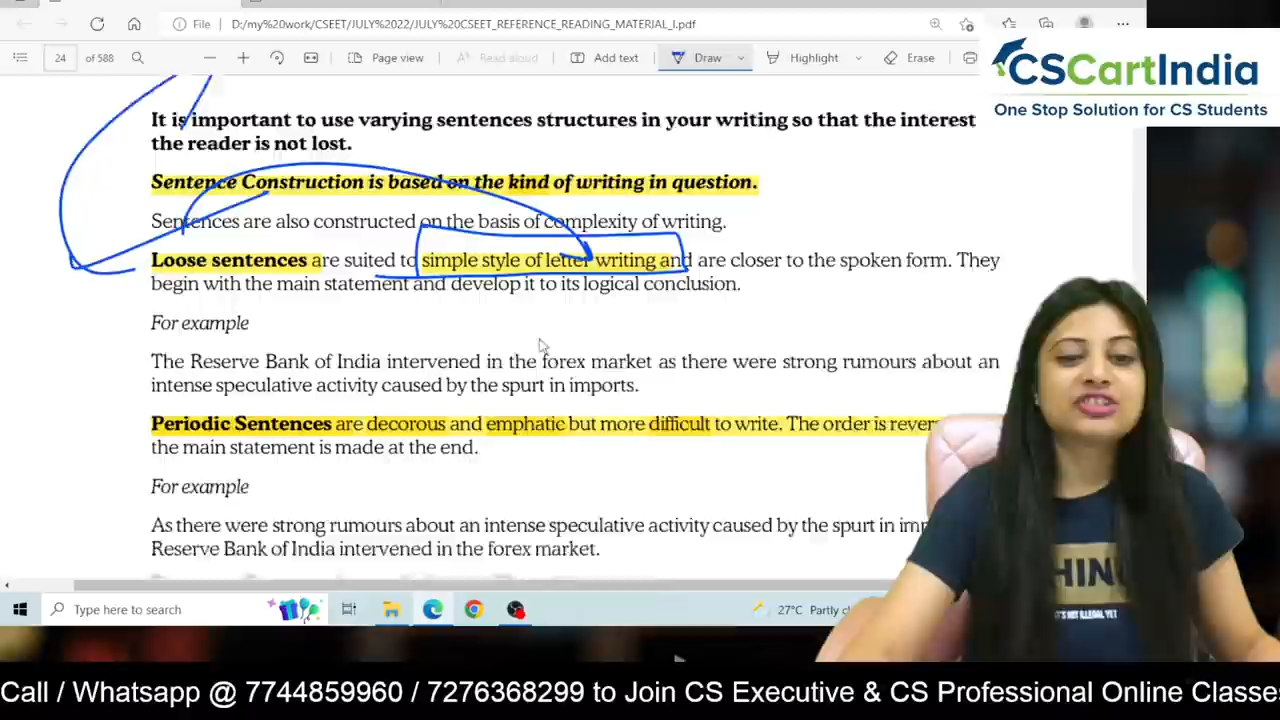 File
D:/my%20work/CSEET/JULY%2022/JULY%20CSEET_REFERENCE_READING_MATERIAL_I.pdf
24 of 588
Page view
Read aloud
Add text
Draw
Highlight
Erase
CSCartIndia
One Stop Solution for CS Students
It is important to use varying sentences structures in your writing so that the interest
the reader is not lost.
Sentence Construction is based on the kind of writing in question.
Sentences are also constructed on the basis of complexity of writing.
Loose sentences are suited to simple style of letter writing and are closer to the spoken form. They
begin with the main statement and develop it to its logical conclusion.
For example
The Reserve Bank of India intervened in the forex market as there were strong rumours about an
intense speculative activity caused by the spurt in imports.
Periodic Sentences are decorous and emphatic but more difficult to write. The order is rever
the main statement is made at the end.
For example
As there were strong rumours about an intense speculative activity caused by the spurt in im
Reserve Bank of India intervened in the forex market.
HIN
T'S NOT ILLEGAL YET
Type here to search
27°C Partly cl
Call / Whatsapp @ 7744859960 / 7276368299 to Join CS Executive & CS Professional Online Classes